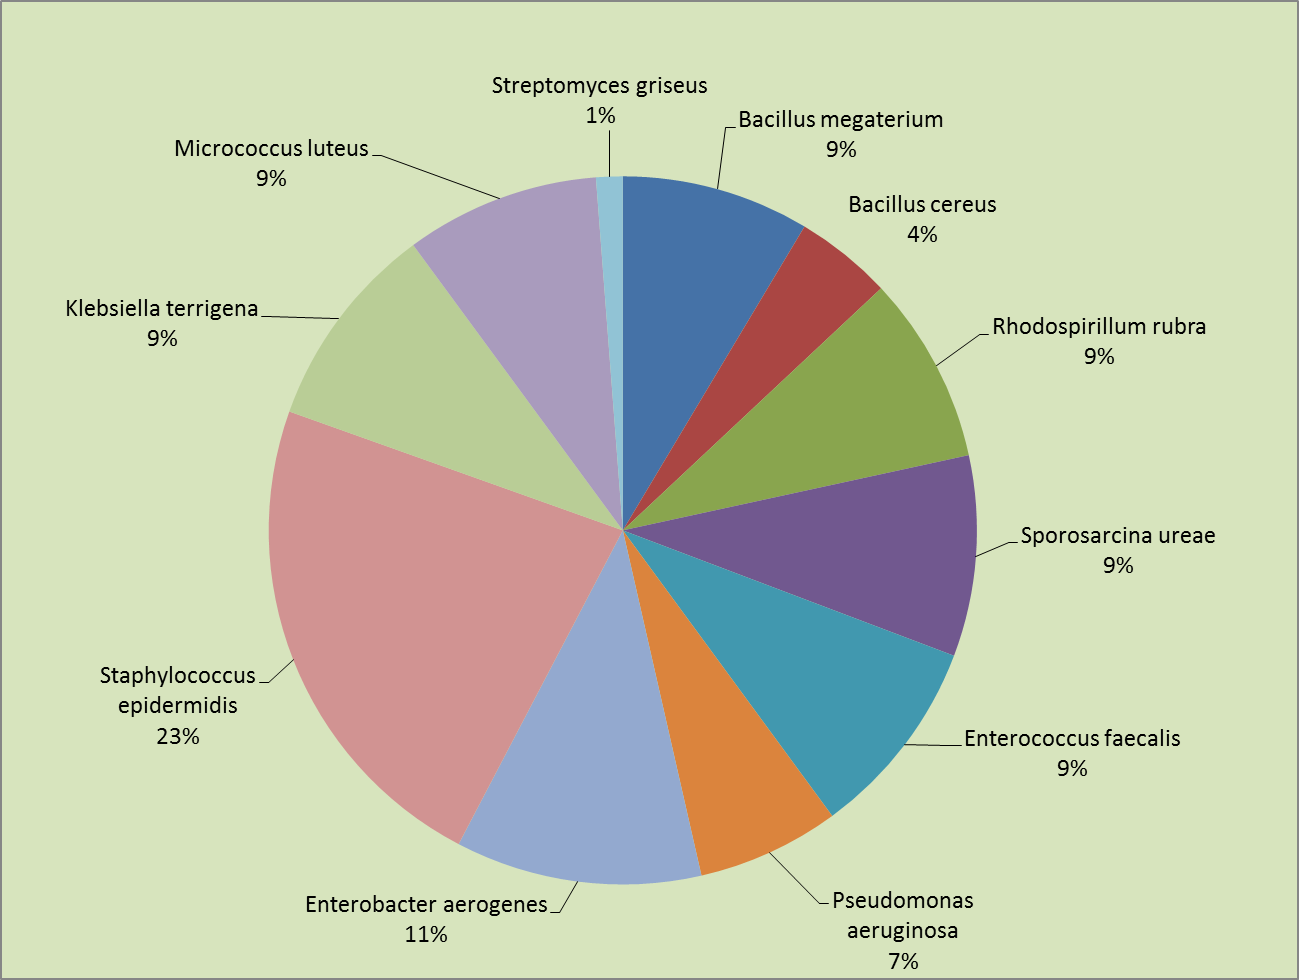 Streptomyces griseus
1%
Bacillus megaterium
9%
Bacillus cereus
4%
Rhodospirillum rubra
9%
Sporosarcina ureae
9%
Enterococcus faecalis
9%
Pseudomonas
aeruginosa
7%
Enterobacter aerogenes
11%
Staphylococcus
epidermidis
23%
Klebsiella terrigena
9%
Micrococcus luteus
9%